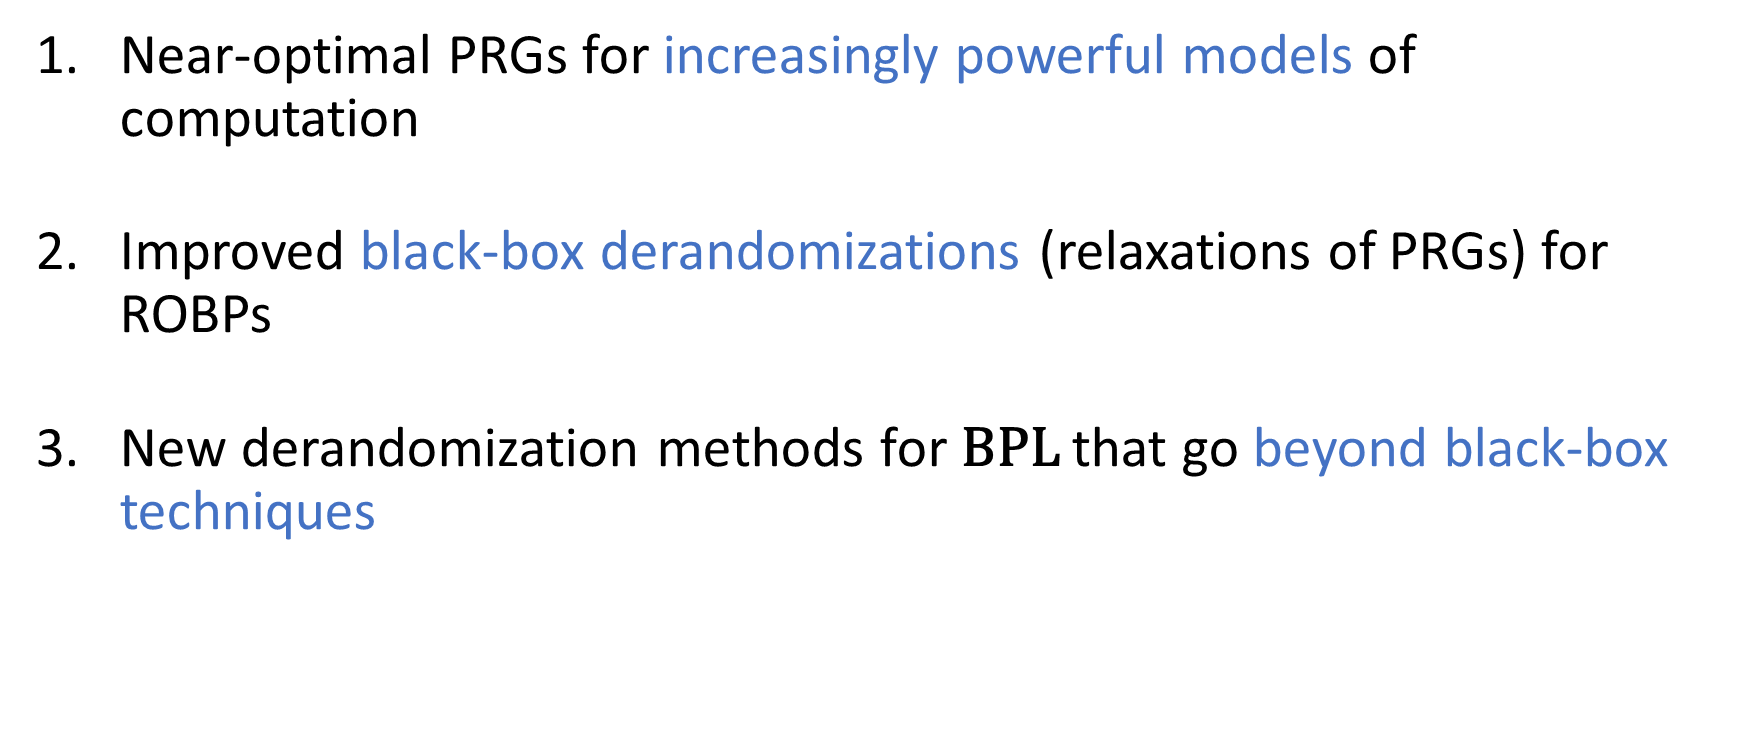 1. Near-optimal PRGs for increasingly powerful models of
computation
2. Improved black-box derandomizations (relaxations of PRGs) for
ROBPs
3. New derandomization methods for BPL that go beyond black-box
techniques